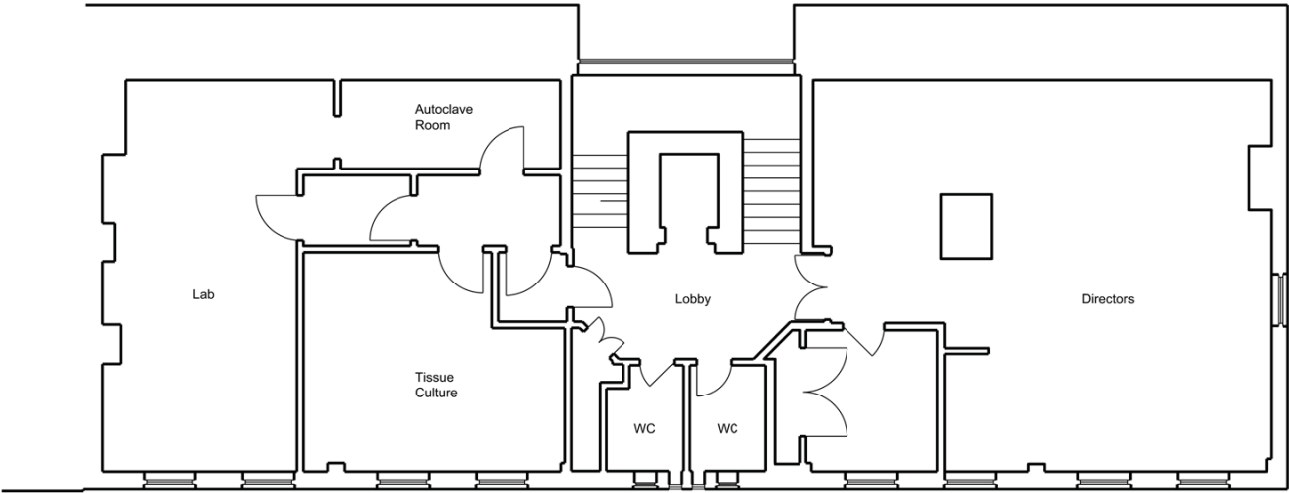 Autoclave
Room
Lab
Lobby
Directors
Tissue
Culture
WC
WC